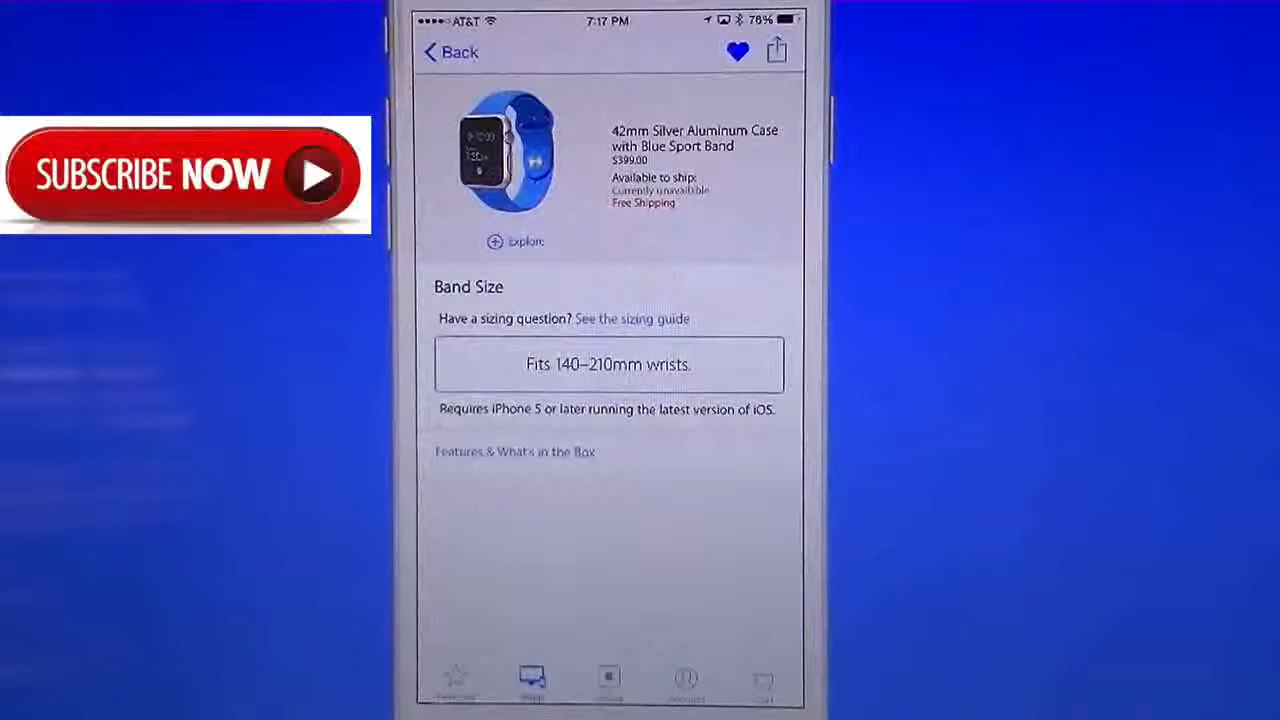 AT&T
7:17 PM
76%
Back
SUBSCRIBE NOW
42mm Silver Aluminum Case
with Blue Sport Band
$399.00
Available to ship:
Currently unavailable
Free Shipping
Explore
Band Size
Have a sizing question? See the sizing guide
Fits 140–210mm wrists.
Requires iPhone 5 or later running the latest version of iOS.
Features & What's in the Box